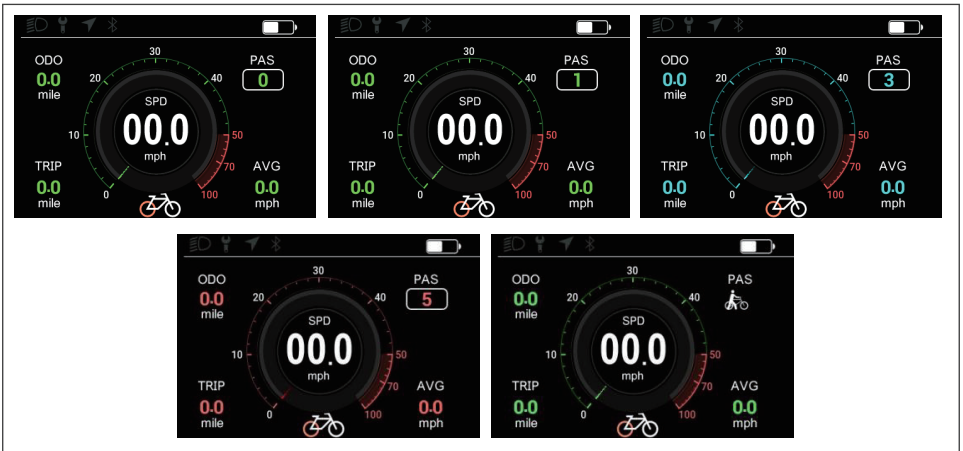 30
ODO PAS
0.0 20 40 0
mile
SPD
10 00.0 50
mph
TRIP 70 AVG
0.0 0 100 0.0
mile mph
30
ODO PAS
0.0 20 40 1
mile
SPD
10 00.0 50
mph
TRIP 70 AVG
0.0 0 100 0.0
mile mph
30
ODO PAS
0.0 20 40 3
mile
SPD
10 00.0 50
mph
TRIP 70 AVG
0.0 0 100 0.0
mile mph
30
ODO PAS
0.0 20 40 5
mile
SPD
10 00.0 50
mph
TRIP 70 AVG
0.0 0 100 0.0
mile mph
30
ODO PAS
0.0 20 40
mile
SPD
10 00.0 50
mph
TRIP 70 AVG
0.0 0 100 0.0
mile mph